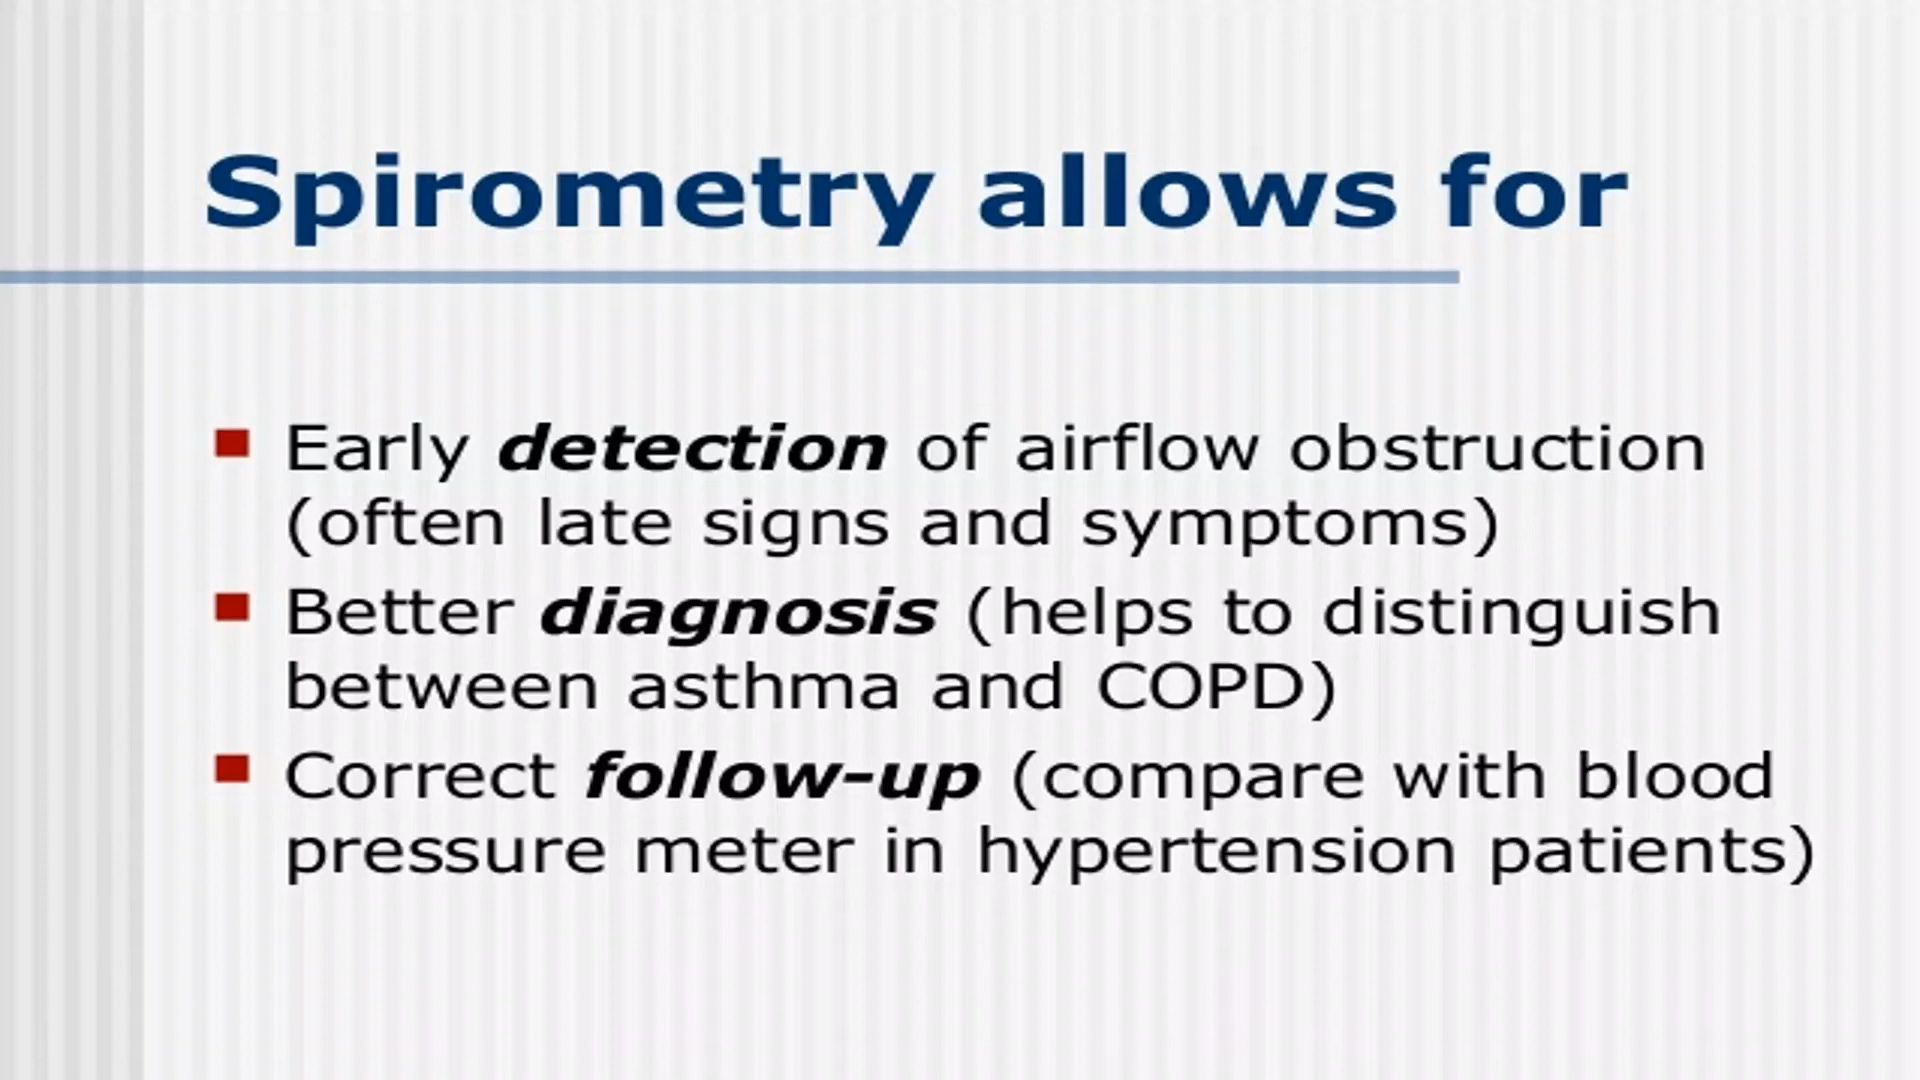 Spirometry allows for
Early detection of airflow obstruction
(often late signs and symptoms)
Better diagnosis (helps to distinguish
between asthma and COPD)
Correct follow-up (compare with blood
pressure meter in hypertension patients)